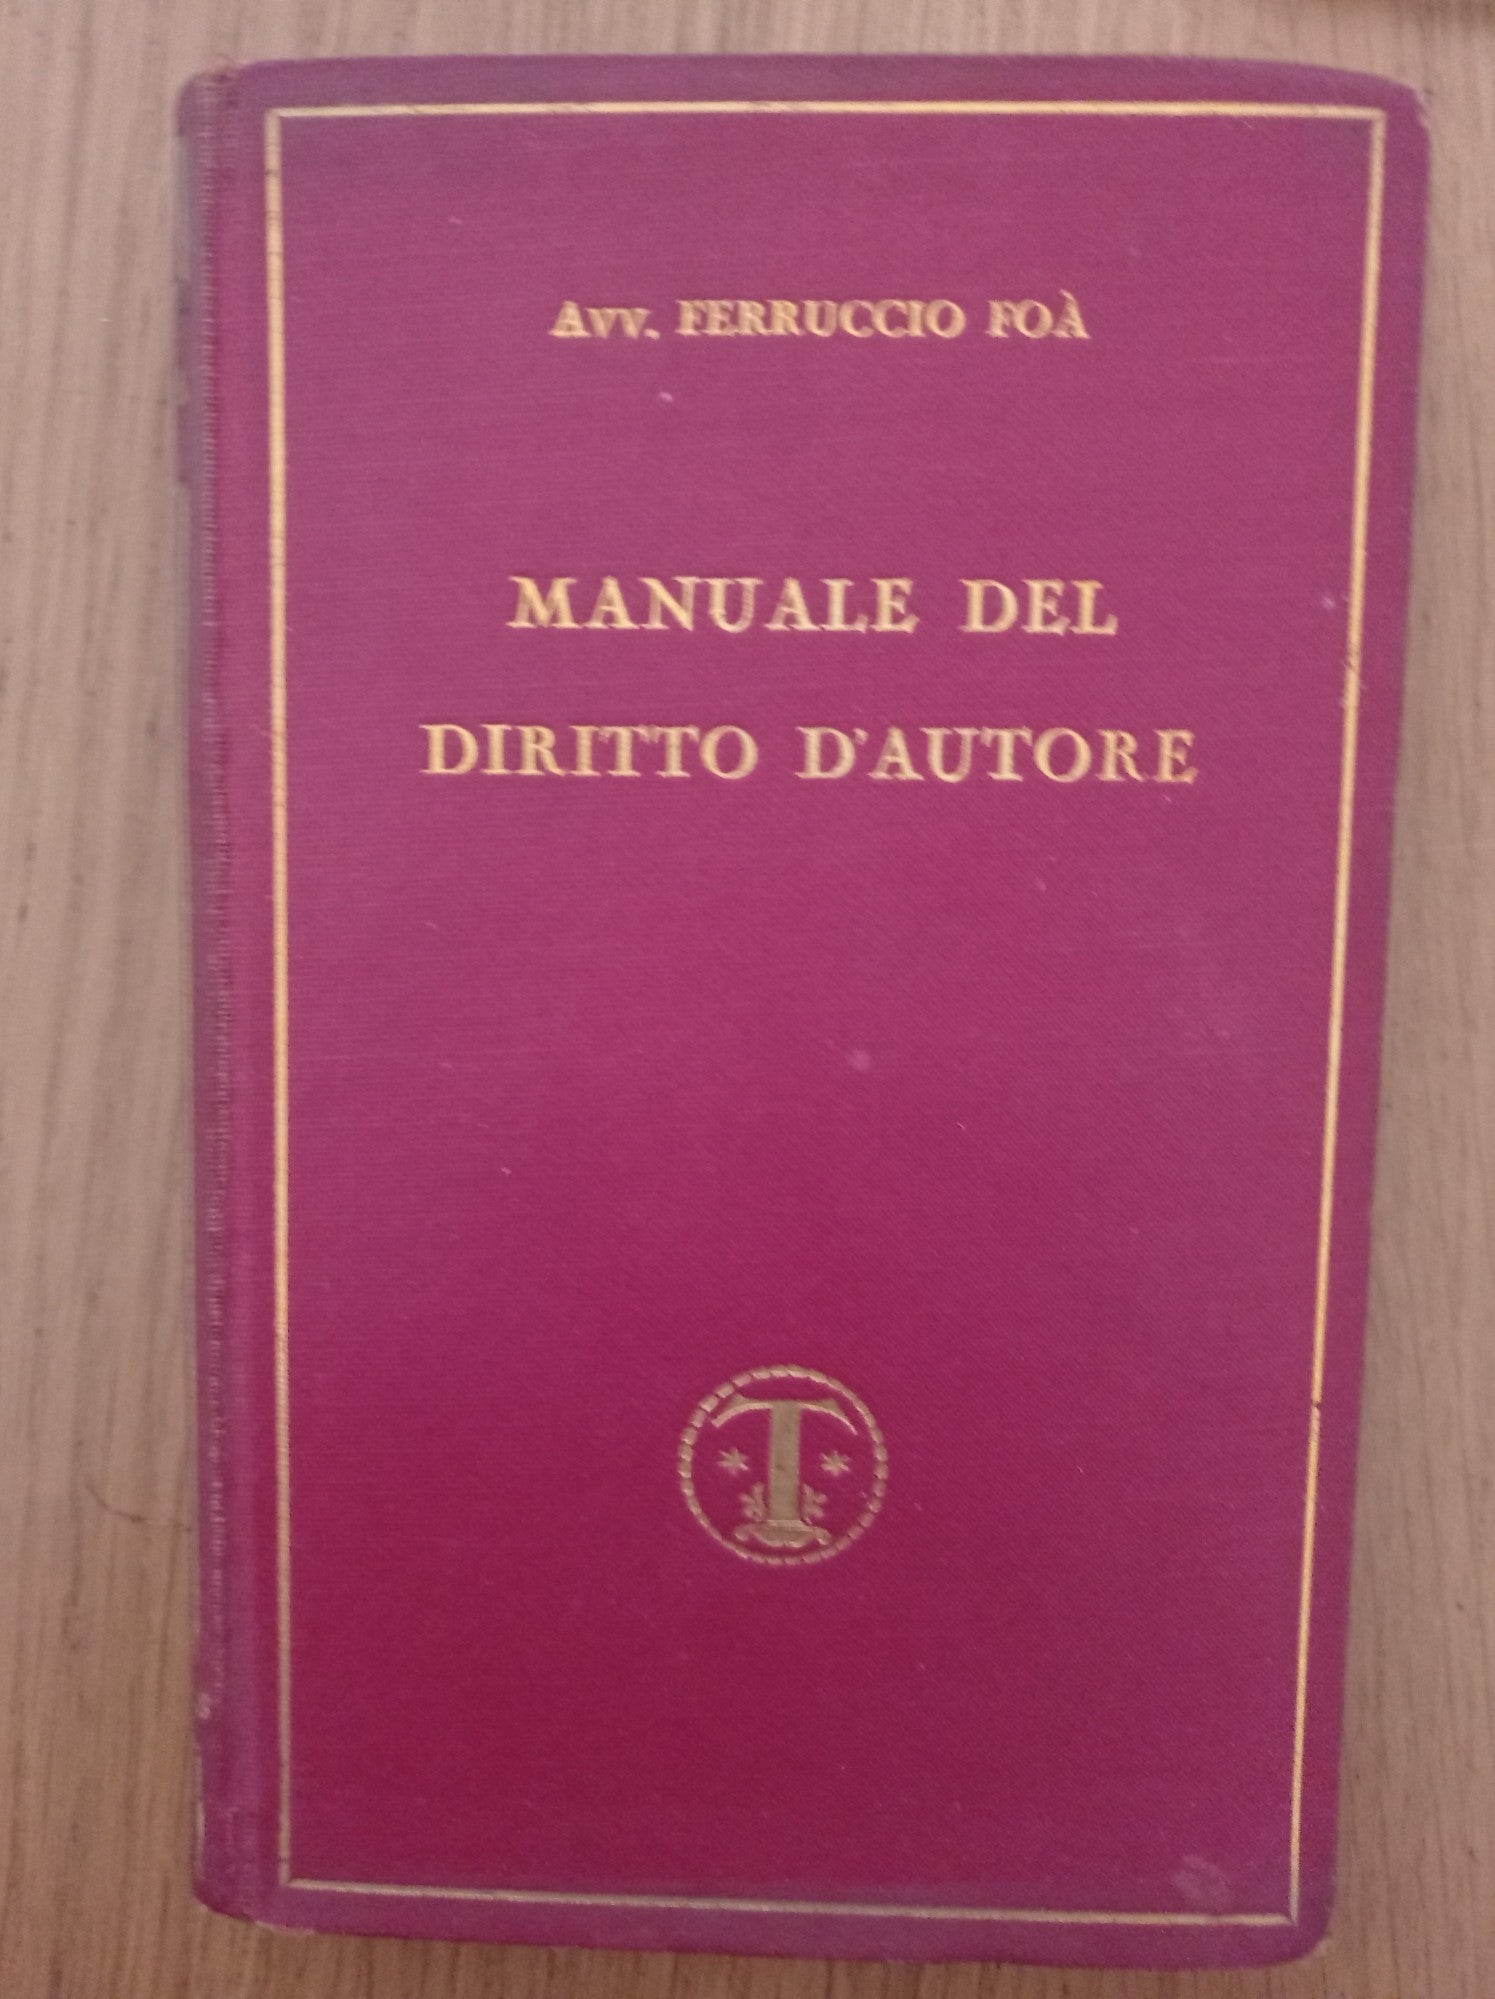 Avv. FERRUCCIO FOÀ
MANUALE DEL
DIRITTO D'AUTORE
T